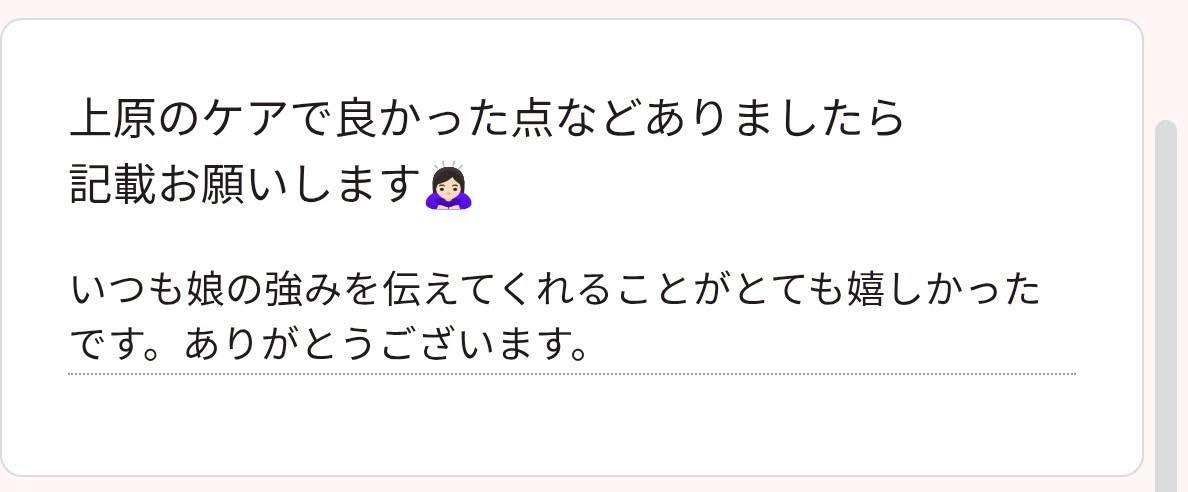 上原のケアで良かった点などありましたら
記載お願いします🙇🏻‍♀️
いつも娘の強みを伝えてくれることがとても嬉しかった
です。ありがとうございます。